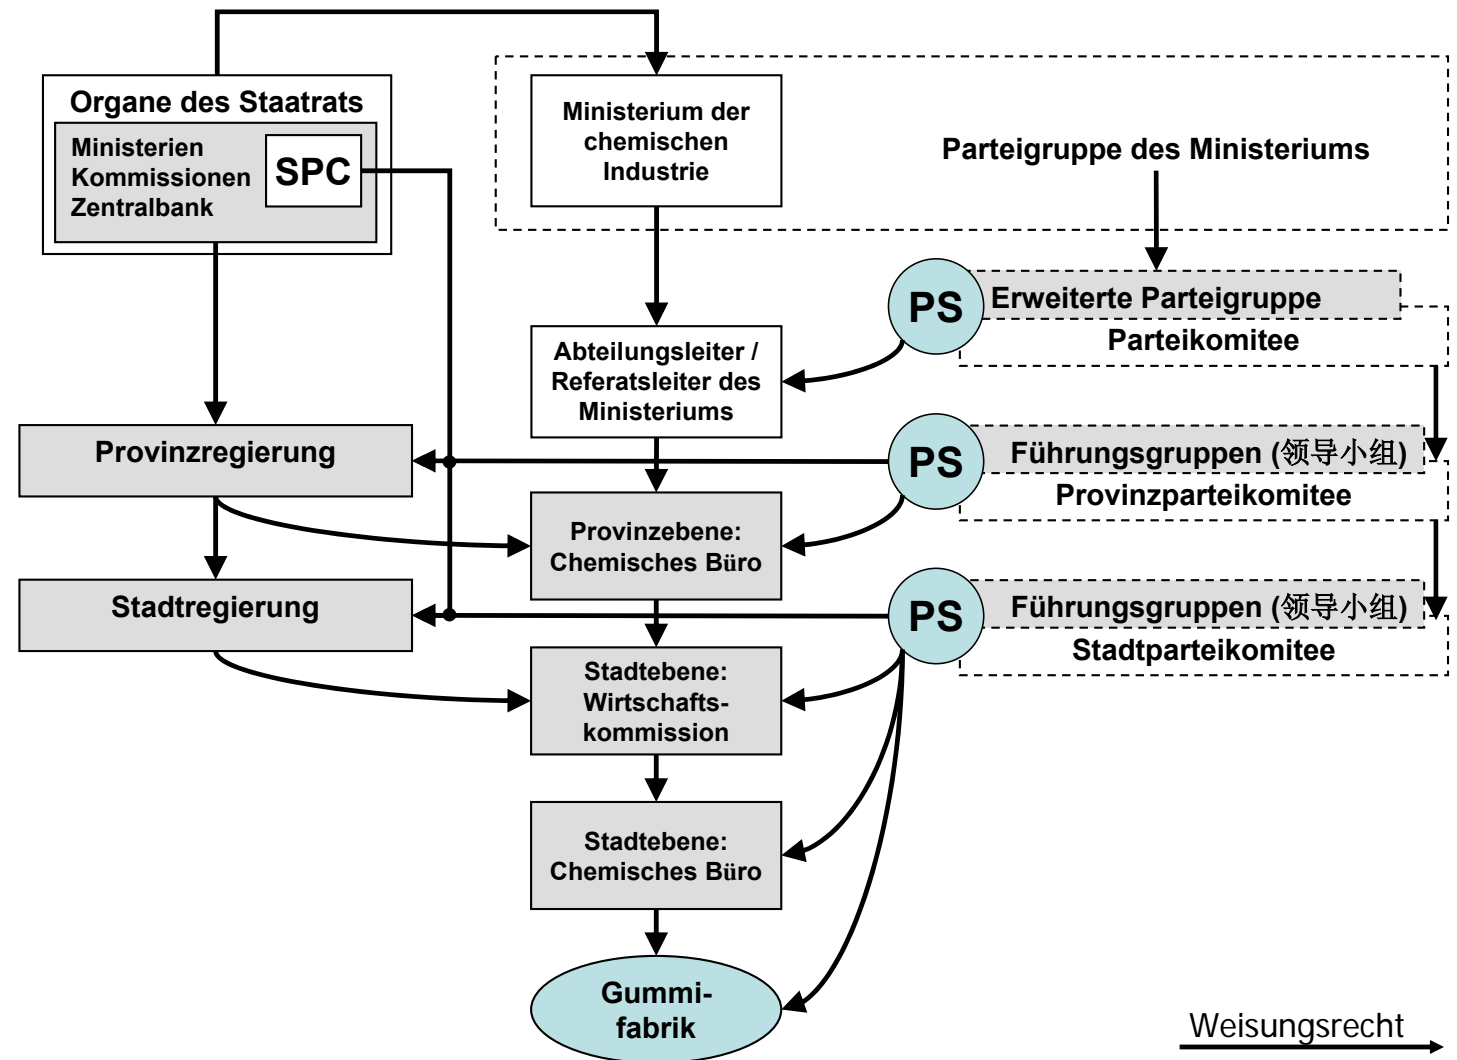 Organe des Staatrats
Ministerien
Kommissionen
Zentralbank
SPC
Ministerium der
chemischen
Industrie
Parteigruppe des Ministeriums
PS
Erweiterte Parteigruppe
Parteikomitee
Abteilungsleiter /
Referatsleiter des
Ministeriums
Provinzregierung
PS
Führungsgruppen (领导小组)
Provinzparteikomitee
Provinzebene:
Chemisches Büro
Stadtregierung
PS
Führungsgruppen (领导小组)
Stadtparteikomitee
Stadtebene:
Wirtschafts-
kommission
Stadtebene:
Chemisches Büro
Gummi-
fabrik
Weisungsrecht